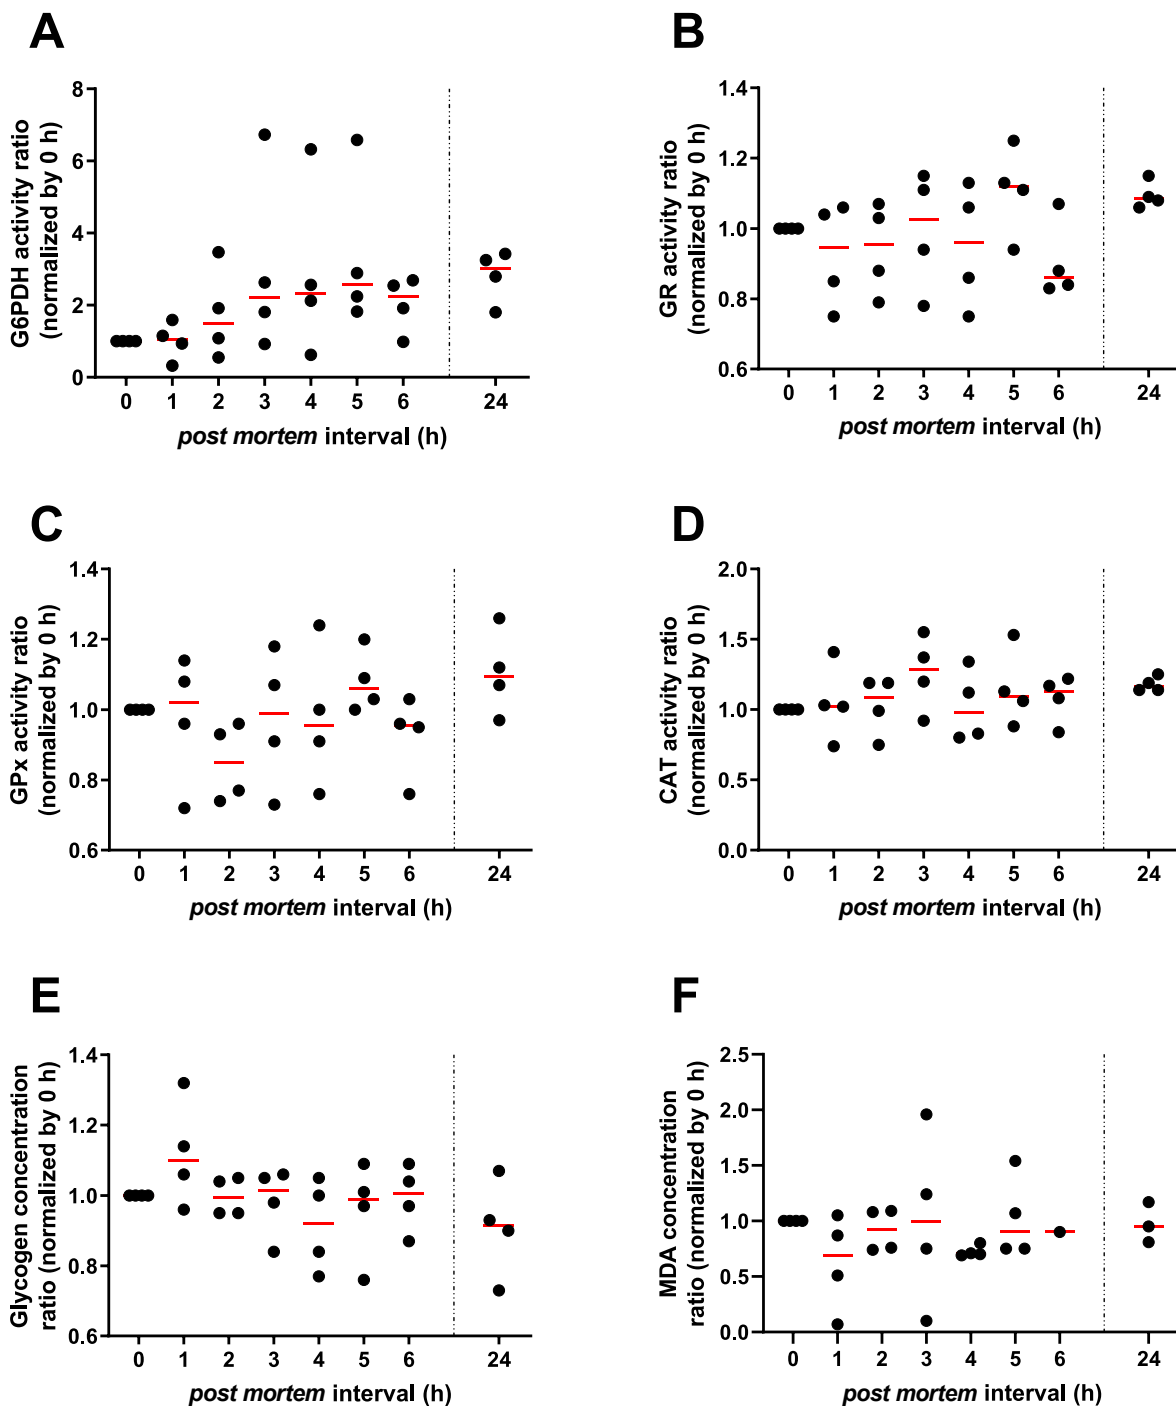 A
G6PDH activity ratio
(normalized by 0 h)
8
6
4
2
0
0 1 2 3 4 5 6 24
post mortem interval (h)
B
GR activity ratio
(normalized by 0 h)
1.4
1.2
1.0
0.8
0.6
0 1 2 3 4 5 6 24
post mortem interval (h)
C
GPx activity ratio
(normalized by 0 h)
1.4
1.2
1.0
0.8
0.6
0 1 2 3 4 5 6 24
post mortem interval (h)
D
CAT activity ratio
(normalized by 0 h)
2.0
1.5
1.0
0.5
0.0
0 1 2 3 4 5 6 24
post mortem interval (h)
E
Glycogen concentration
ratio (normalized by 0 h)
1.4
1.2
1.0
0.8
0.6
0 1 2 3 4 5 6 24
post mortem interval (h)
F
MDA concentration
ratio (normalized by 0 h)
2.5
2.0
1.5
1.0
0.5
0.0
0 1 2 3 4 5 6 24
post mortem interval (h)